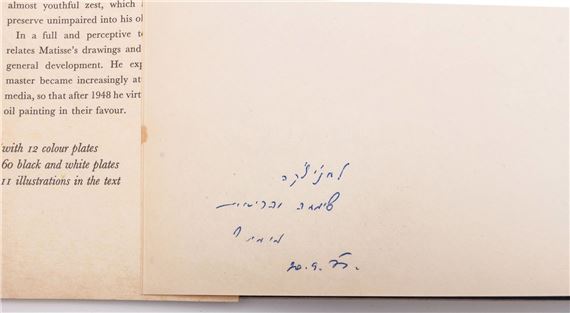 almost youthful zest, which
preserve unimpaired into his ol
In a full and perceptive t
relates Matisse's drawings and
general development. He exp
master became increasingly at
media, so that after 1948 he virt
oil painting in their favour.
with 12 colour plates
60 black and white plates
11 illustrations in the text
שמחה